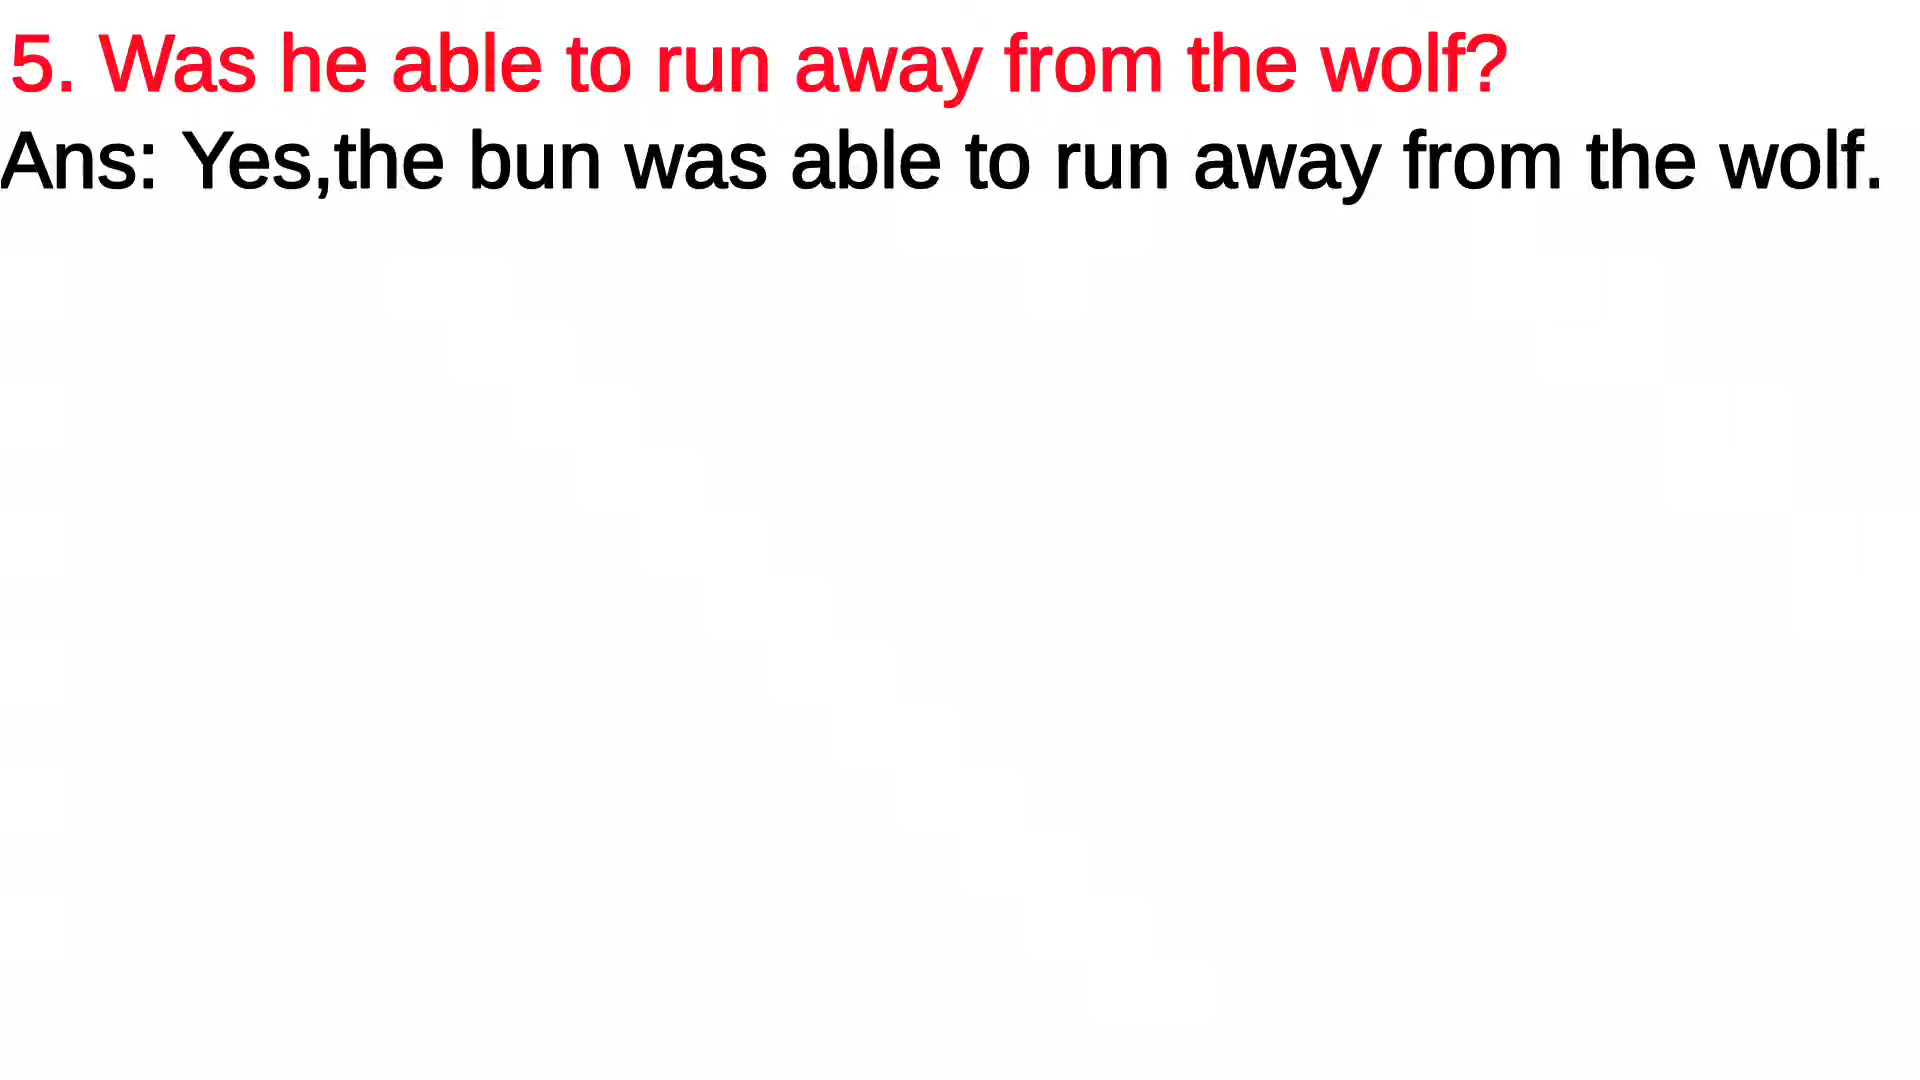 5. Was he able to run away from the wolf?
Ans: Yes,the bun was able to run away from the wolf.